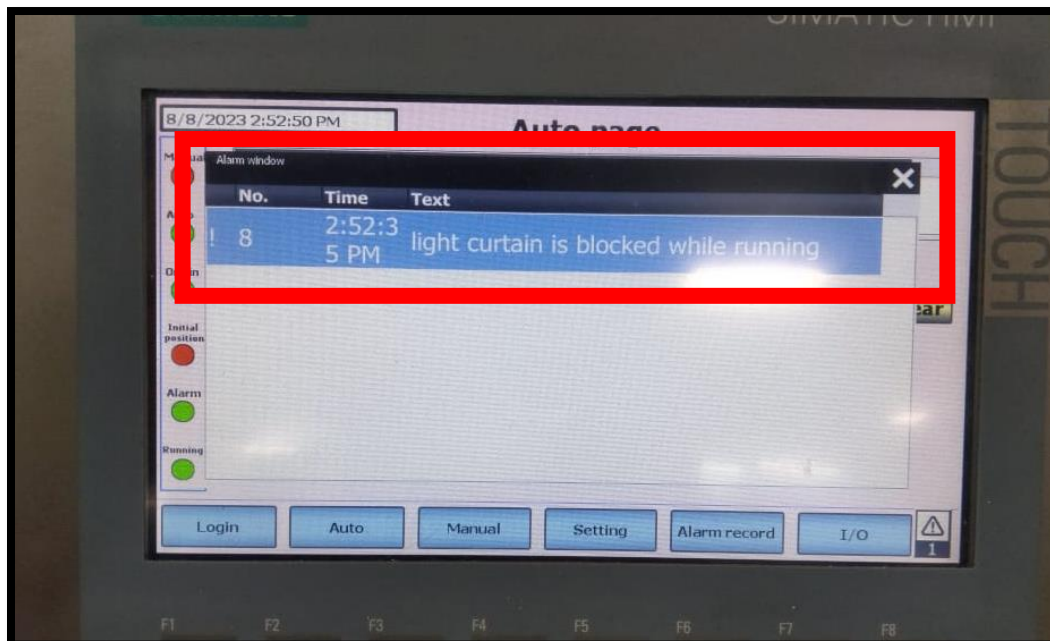 SIMATIC HMI
TOUCH
8/8/2023 2:52:50 PM
Auto page
Alarm window
No. Time Text
! 8 2:52:3
5 PM light curtain is blocked while running
Initial
position
Alarm
Running
Login Auto Manual Setting Alarm record I/O
1
F1 F2 F3 F4 F5 F6 F7 F8